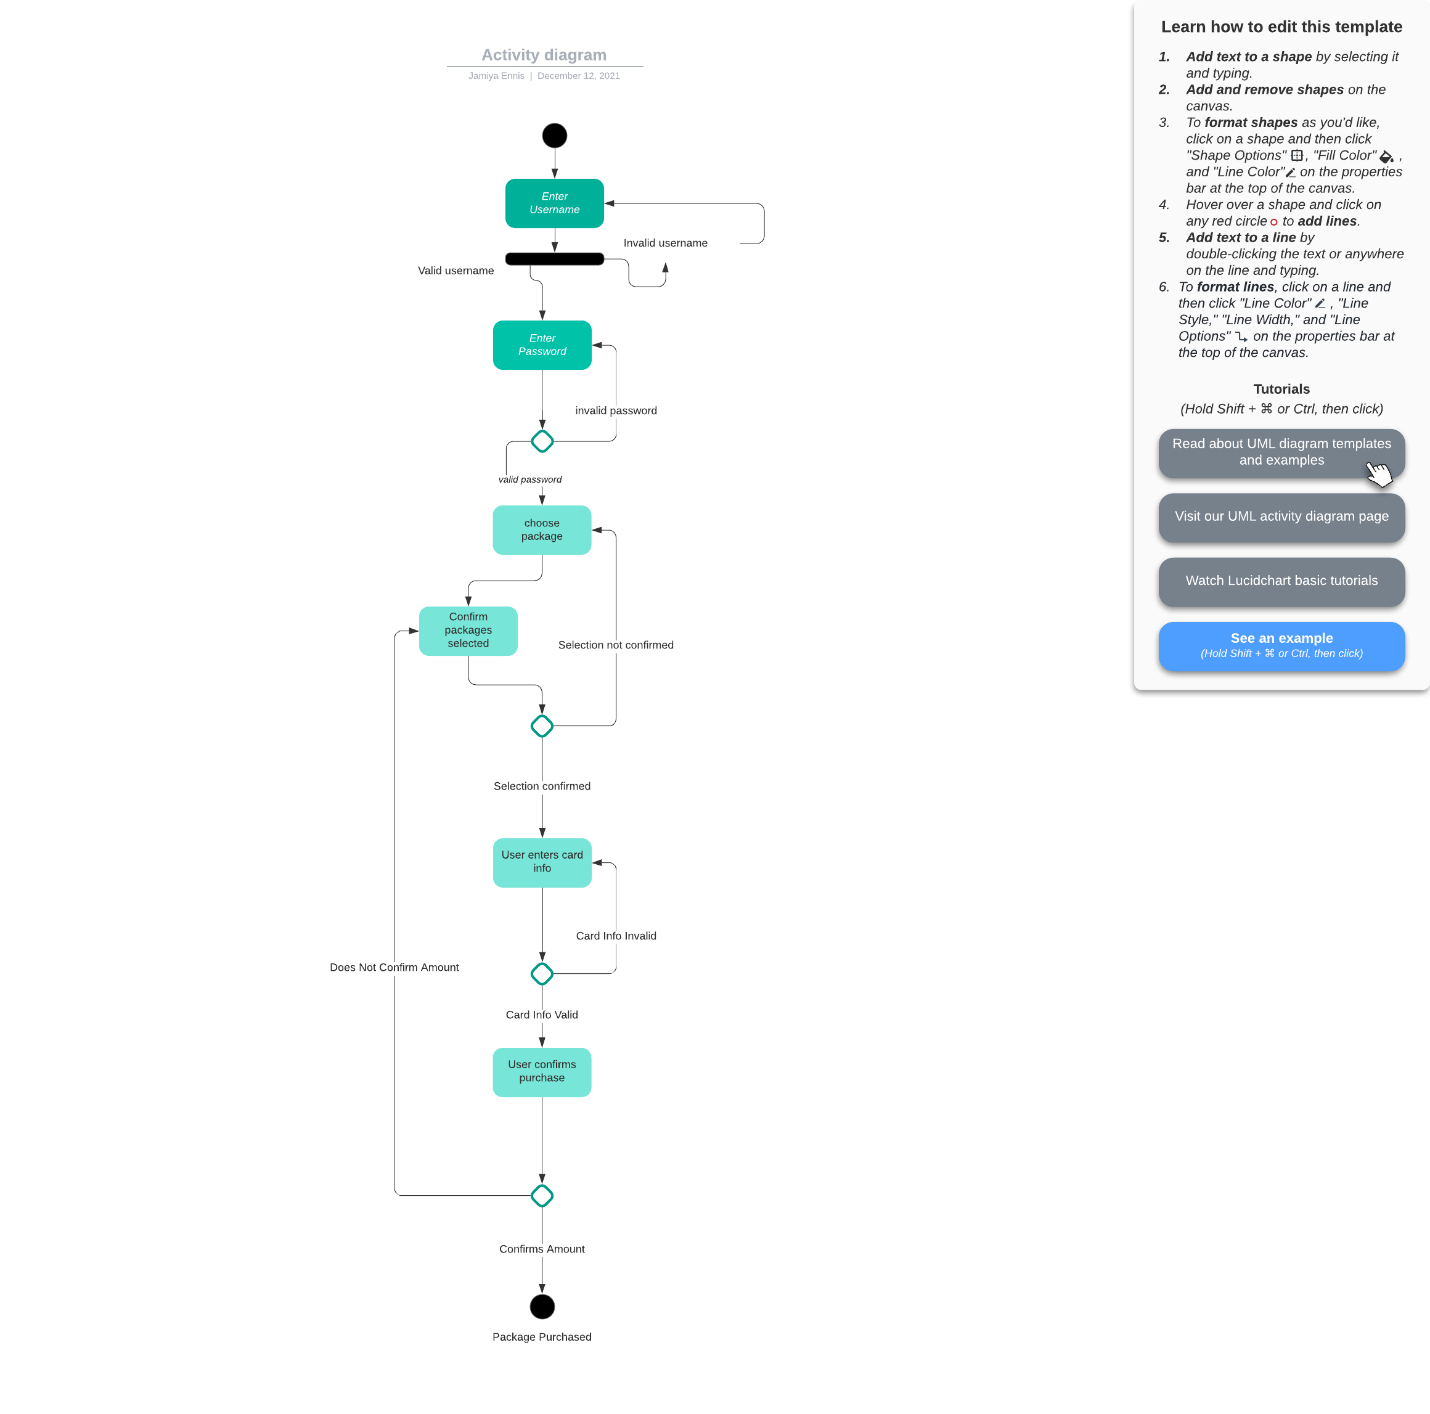 Activity diagram
Jamiya Ennis | December 12, 2021
Enter
Username
Invalid username
Valid username
Enter
Password
invalid password
valid password
choose
package
Confirm
packages
selected
Selection not confirmed
Selection confirmed
User enters card
info
Card Info Invalid
Does Not Confirm Amount
Card Info Valid
User confirms
purchase
Confirms Amount
Package Purchased
Learn how to edit this template
1. Add text to a shape by selecting it
and typing.
2. Add and remove shapes on the
canvas.
3. To format shapes as you'd like,
click on a shape and then click
"Shape Options" , "Fill Color" ,
and "Line Color" on the properties
bar at the top of the canvas.
4. Hover over a shape and click on
any red circle to add lines.
5. Add text to a line by
double-clicking the text or anywhere
on the line and typing.
6. To format lines, click on a line and
then click "Line Color" , "Line
Style," "Line Width," and "Line
Options" on the properties bar at
the top of the canvas.
Tutorials
(Hold Shift + ⌘ or Ctrl, then click)
Read about UML diagram templates
and examples
Visit our UML activity diagram page
Watch Lucidchart basic tutorials
See an example
(Hold Shift + ⌘ or Ctrl, then click)